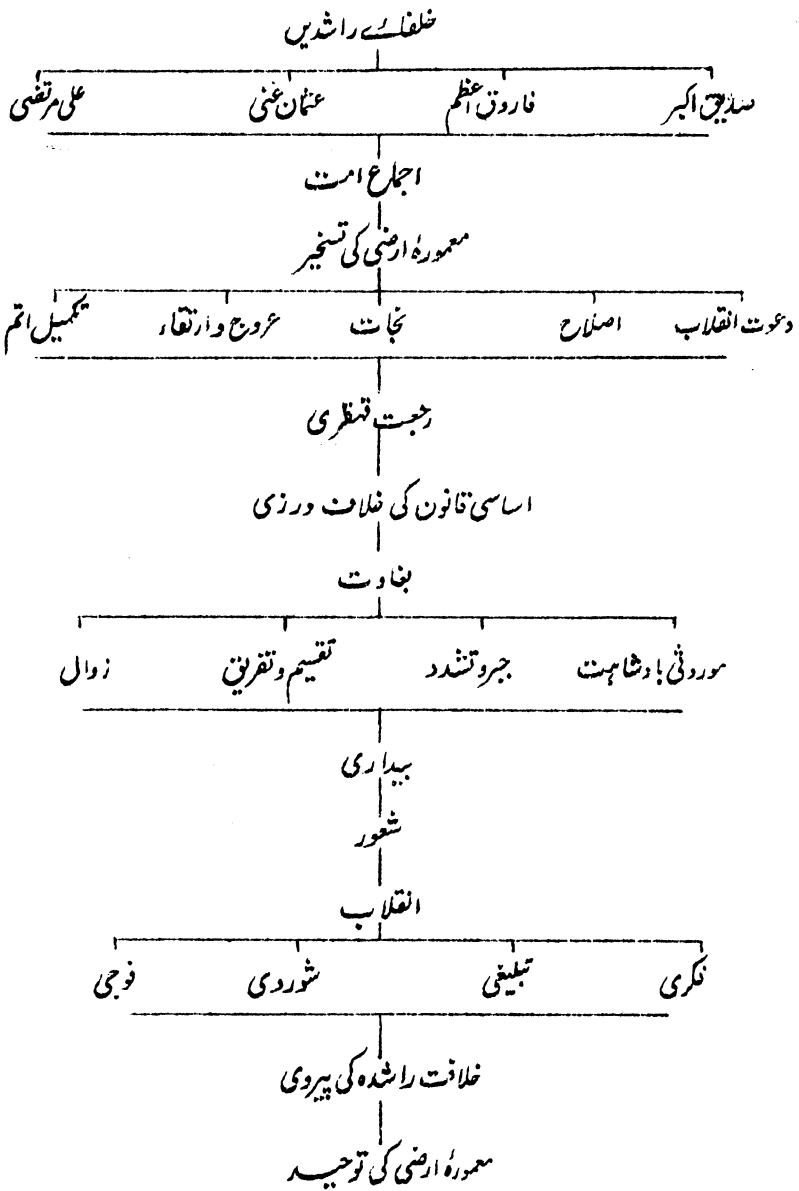 خلفائے راشدیں
صدیق اکبر فاروق اعظم عثمان غنی علی مرتضی
اجماع امت
معمورۂ ارضی کی تسخیر
دعوت انقلاب اصلاح نجات عروج و ارتقاء تکمیل اتم
رجعت قہقری
اساسی قانون کی خلاف ورزی
بغاوت
موروثی بادشاہت جبر و تشدد تقسیم و تفریق زوال
بیداری
شعور
انقلاب
فکری تبلیغی شوروی فوجی
خلافت راشدہ کی پیروی
معمورۂ ارضی کی توحید